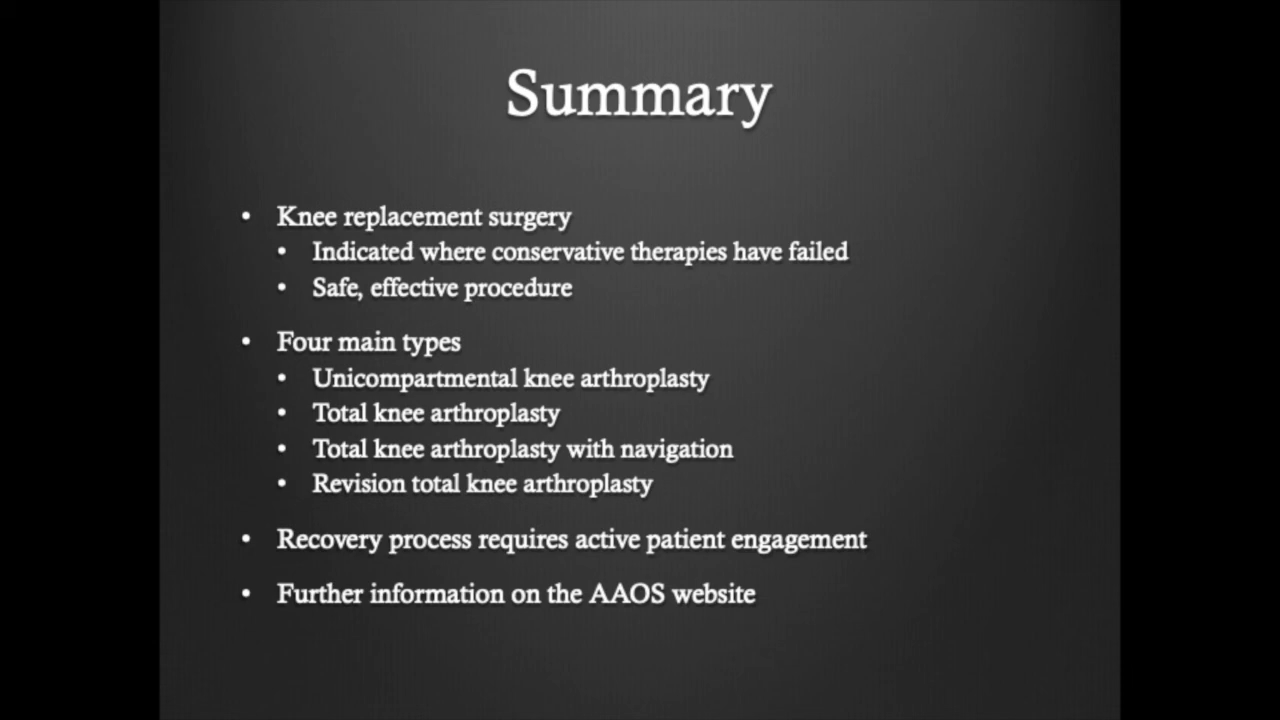 Summary
• Knee replacement surgery
• Indicated where conservative therapies have failed
• Safe, effective procedure
• Four main types
• Unicompartmental knee arthroplasty
• Total knee arthroplasty
• Total knee arthroplasty with navigation
• Revision total knee arthroplasty
• Recovery process requires active patient engagement
• Further information on the AAOS website